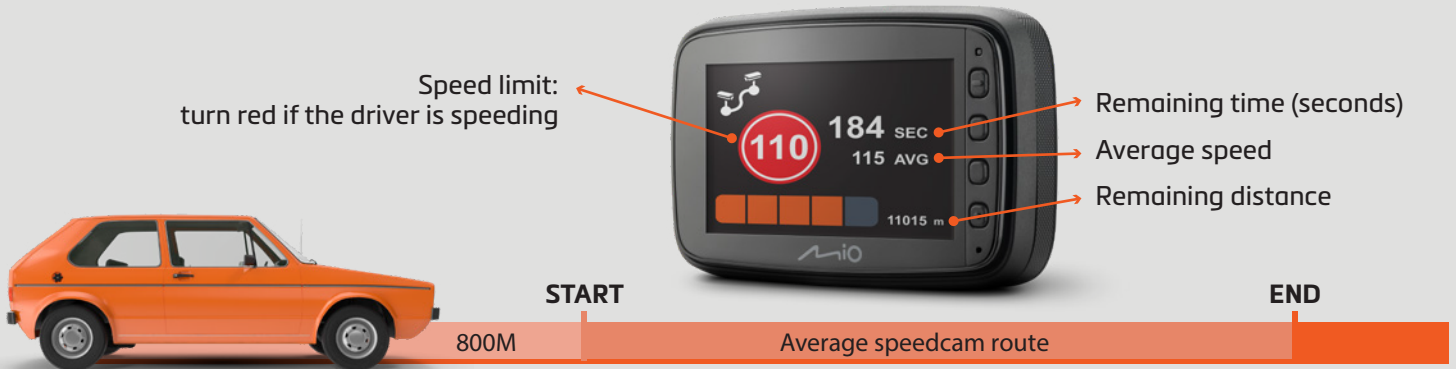 Speed limit:
turn red if the driver is speeding
110
184 SEC
115 AVG
11015 m
Mio
Remaining time (seconds)
Average speed
Remaining distance
START
END
800M
Average speedcam route